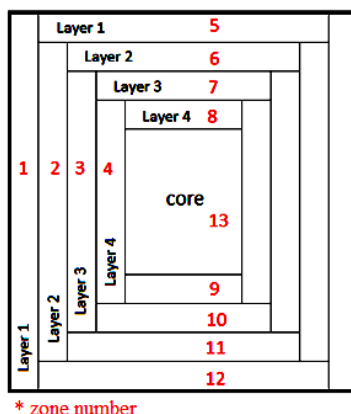 Layer 1 5
Layer 2 6
Layer 3 7
Layer 4 8
1 2 3 4
core
13
Layer 1
Layer 2
Layer 3
Layer 4
9
10
11
12
* zone number